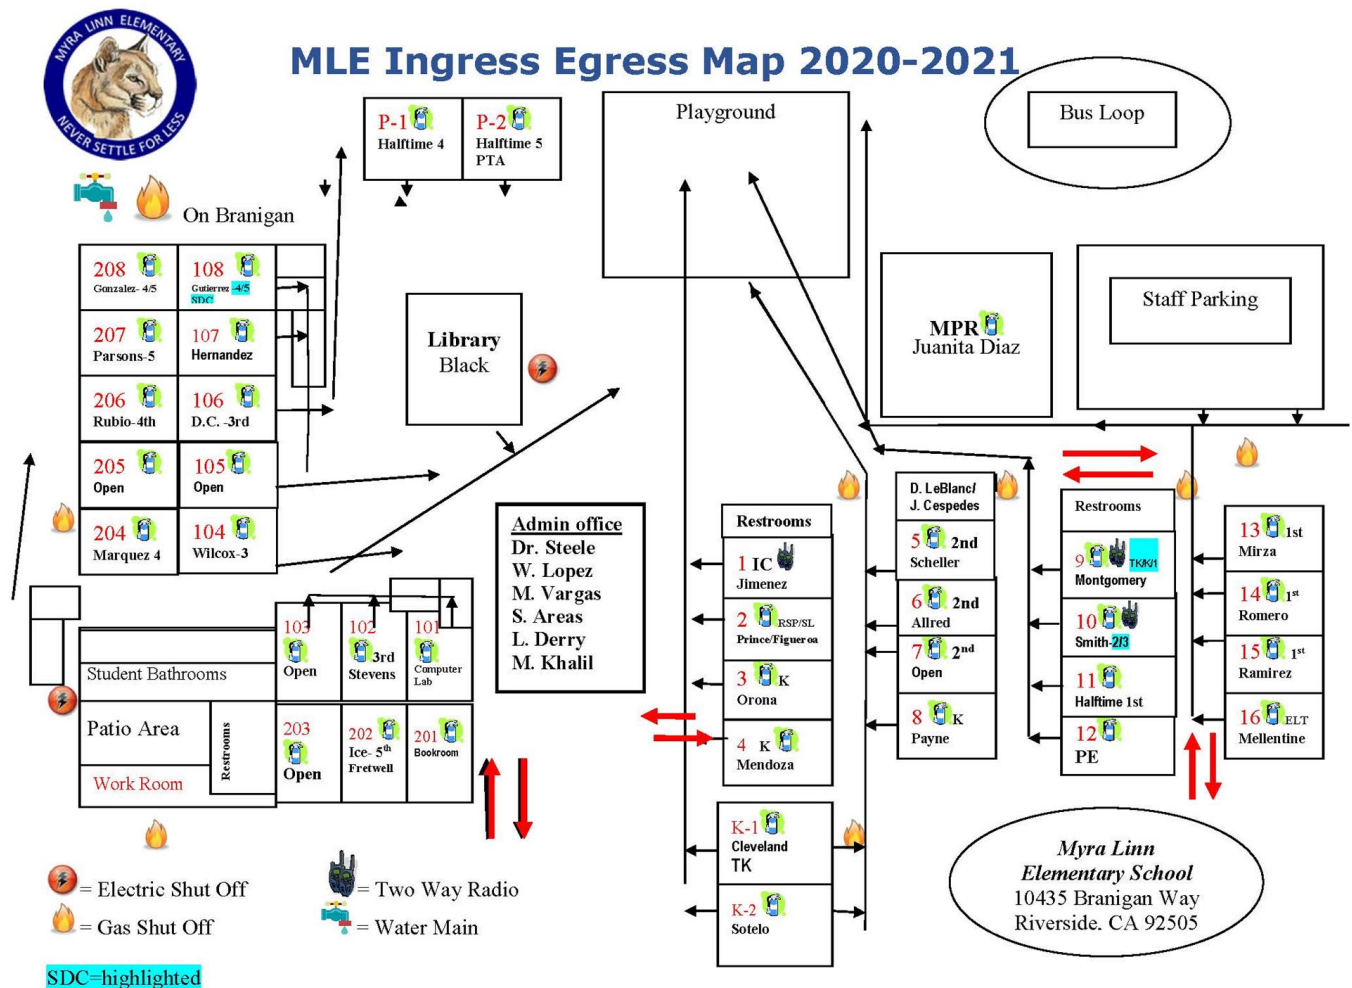 MYRA LINN ELEMENTARY
NEVER SETTLE FOR LESS
MLE Ingress Egress Map 2020-2021
P-1
Halftime 4
P-2
Halftime 5
PTA
Playground
Bus Loop
On Branigan
208
Gonzalez- 4/5
108
Gutierrez -4/5
SDC
207
Parsons-5
107
Hernandez
206
Rubio-4th
106
D.C. -3rd
205
Open
105
Open
204
Marquez 4
104
Wilcox-3
Library
Black
MPR
Juanita Diaz
Staff Parking
Admin office
Dr. Steele
W. Lopez
M. Vargas
S. Areas
L. Derry
M. Khalil
Restrooms
1 IC
Jimenez
2 RSP/SL
Prince/Figueroa
3 K
Orona
4 K
Mendoza
D. LeBlanc/
J. Cespedes
5 2nd
Scheller
6 2nd
Allred
7 2nd
Open
8 K
Payne
Restrooms
9 TK/K/1
Montgomery
10
Smith-2/3
11
Halftime 1st
12
PE
13 1st
Mirza
14 1st
Romero
15 1st
Ramirez
16 ELT
Mellentine
Student Bathrooms
Patio Area
Work Room
Restrooms
103
Open
102
3rd
Stevens
101
Computer
Lab
203
Open
202
Ice- 5th
Fretwell
201
Bookroom
K-1
Cleveland
TK
K-2
Sotelo
Myra Linn
Elementary School
10435 Branigan Way
Riverside. CA 92505
= Electric Shut Off
= Two Way Radio
= Gas Shut Off
= Water Main
SDC=highlighted